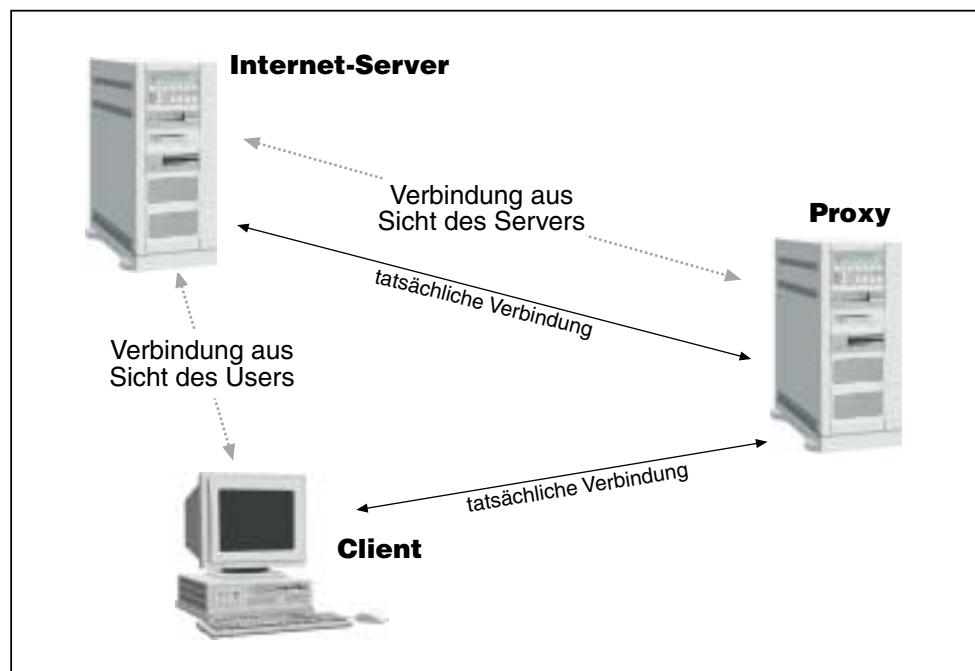 Internet-Server
Verbindung aus
Sicht des Servers
Proxy
tatsächliche Verbindung
Verbindung aus
Sicht des Users
tatsächliche Verbindung
Client